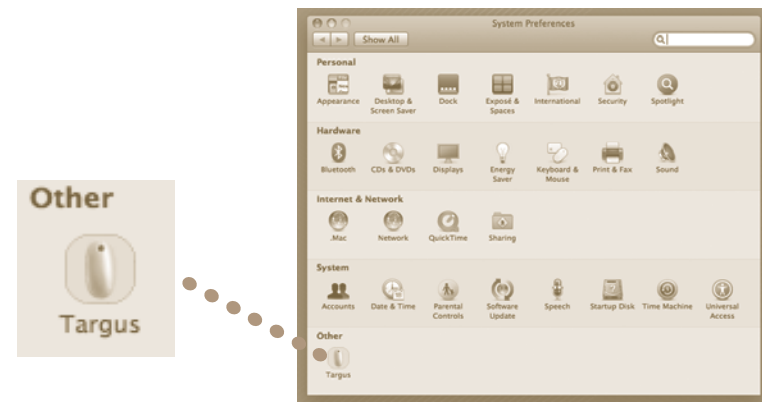 Other
Targus
System Preferences
Show All
Personal
Appearance
Desktop &
Screen Saver
Dock
Exposé &
Spaces
International
Security
Spotlight
Hardware
Bluetooth
CDs & DVDs
Displays
Energy
Saver
Keyboard &
Mouse
Print & Fax
Sound
Internet & Network
.Mac
Network
QuickTime
Sharing
System
Accounts
Date & Time
Parental
Controls
Software
Update
Speech
Startup Disk
Time Machine
Universal
Access
Other
Targus